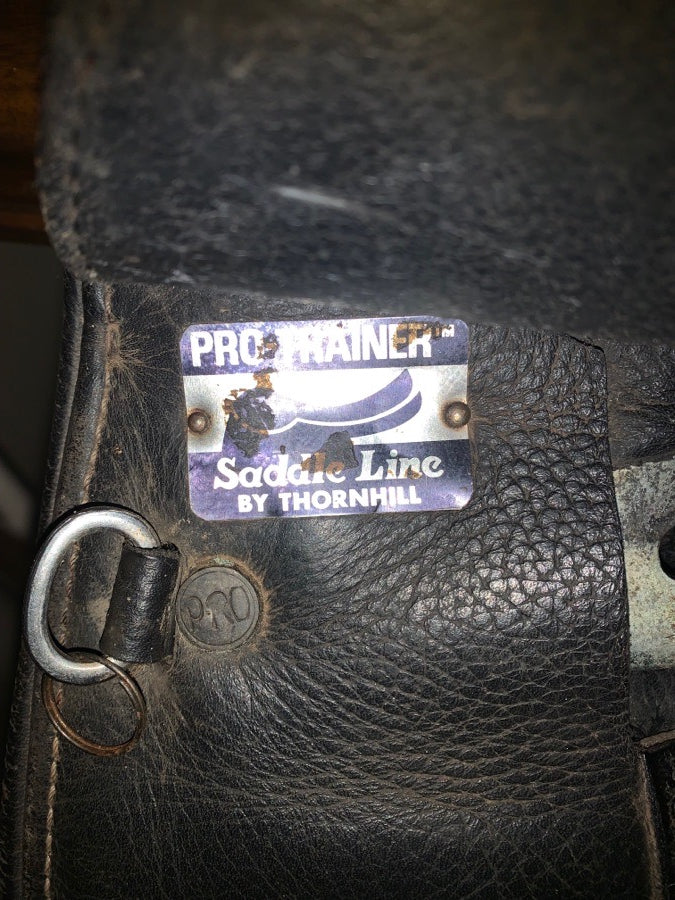 PRO-TRAINER™
Saddle Line
BY THORNHILL
PRO